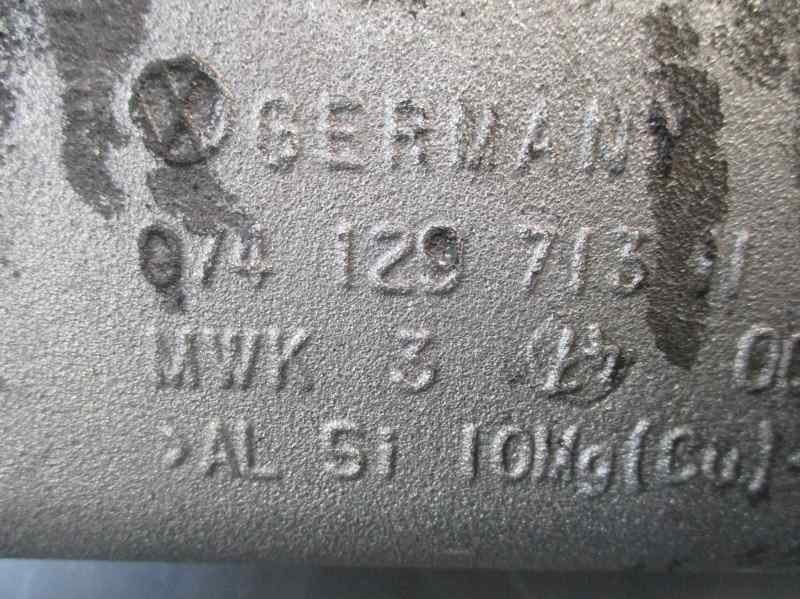 GERMANY
074 129 713
MWK 3
>AL Si 10Mg(Cu)